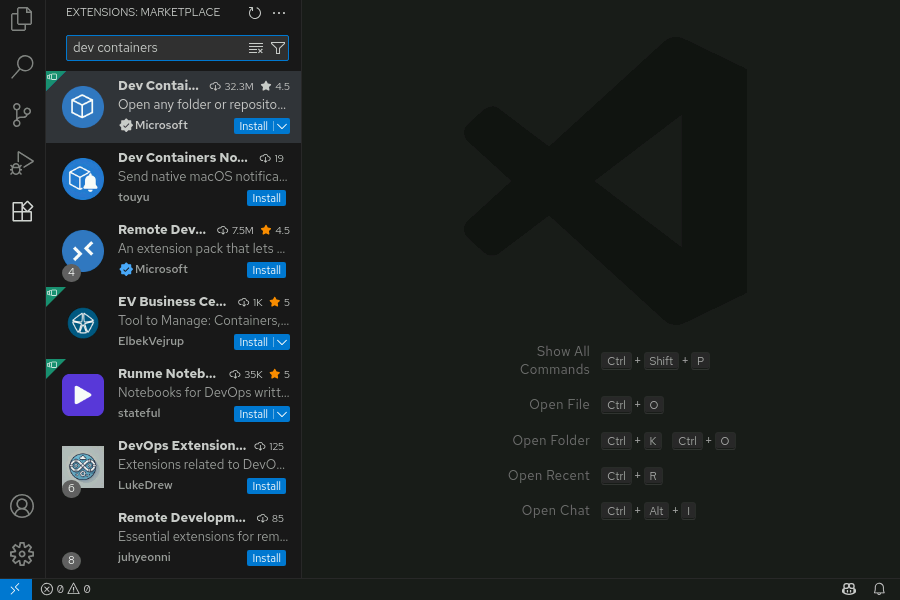 EXTENSIONS: MARKETPLACE
dev containers
Dev Contai... 32.3M 4.5
Open any folder or reposito...
Microsoft Install
Dev Containers No... 19
Send native macOS notifica...
touyu Install
Remote Dev... 7.5M 4.5
An extension pack that lets ...
4 Microsoft Install
EV Business Ce... 1K 5
Tool to Manage: Containers,...
ElbekVejrup Install
Runme Noteb... 35K 5
Notebooks for DevOps writt...
stateful Install
DevOps Extension... 125
Extensions related to DevO...
6 LukeDrew Install
Remote Developm... 85
Essential extensions for rem...
8 juhyeonni Install
Show All
Commands Ctrl + Shift + P
Open File Ctrl + O
Open Folder Ctrl + K Ctrl + O
Open Recent Ctrl + R
Open Chat Ctrl + Alt + I
0 0